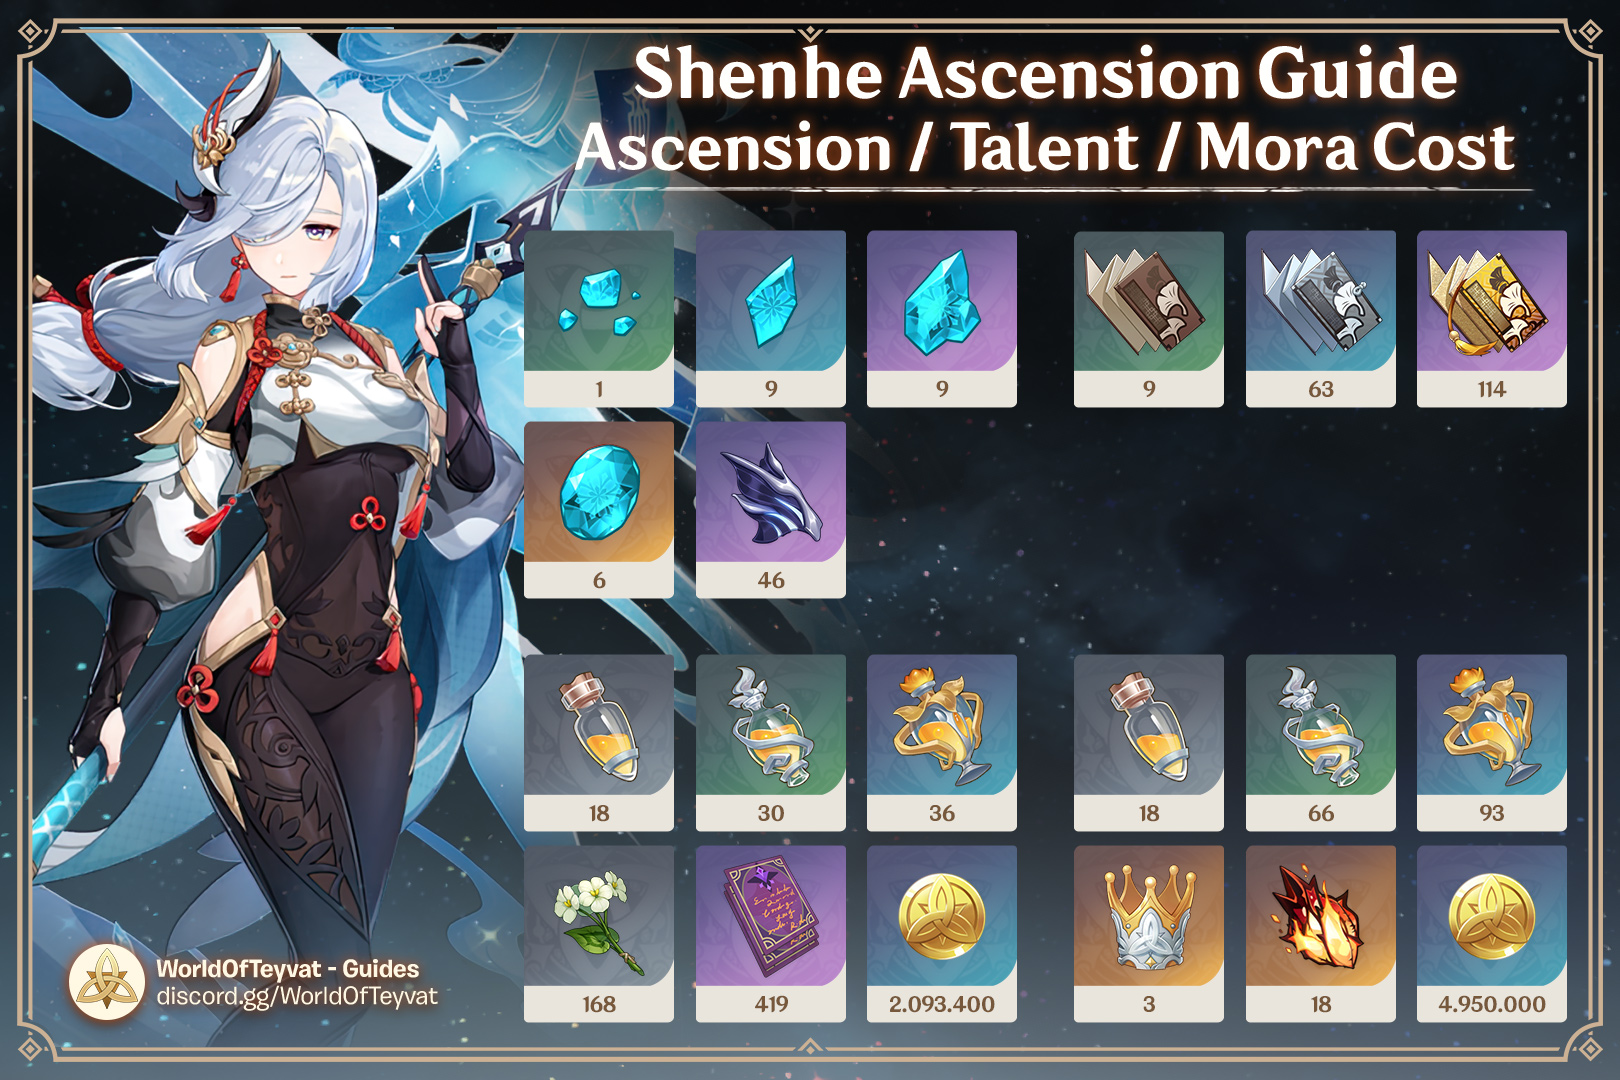 Shenhe Ascension Guide
Ascension / Talent / Mora Cost
1 9 9 9 63 114
6 46
18 30 36 18 66 93
168 419 2.093.400 3 18 4.950.000
WorldOfTeyvat - Guides
discord.gg/WorldOfTeyvat